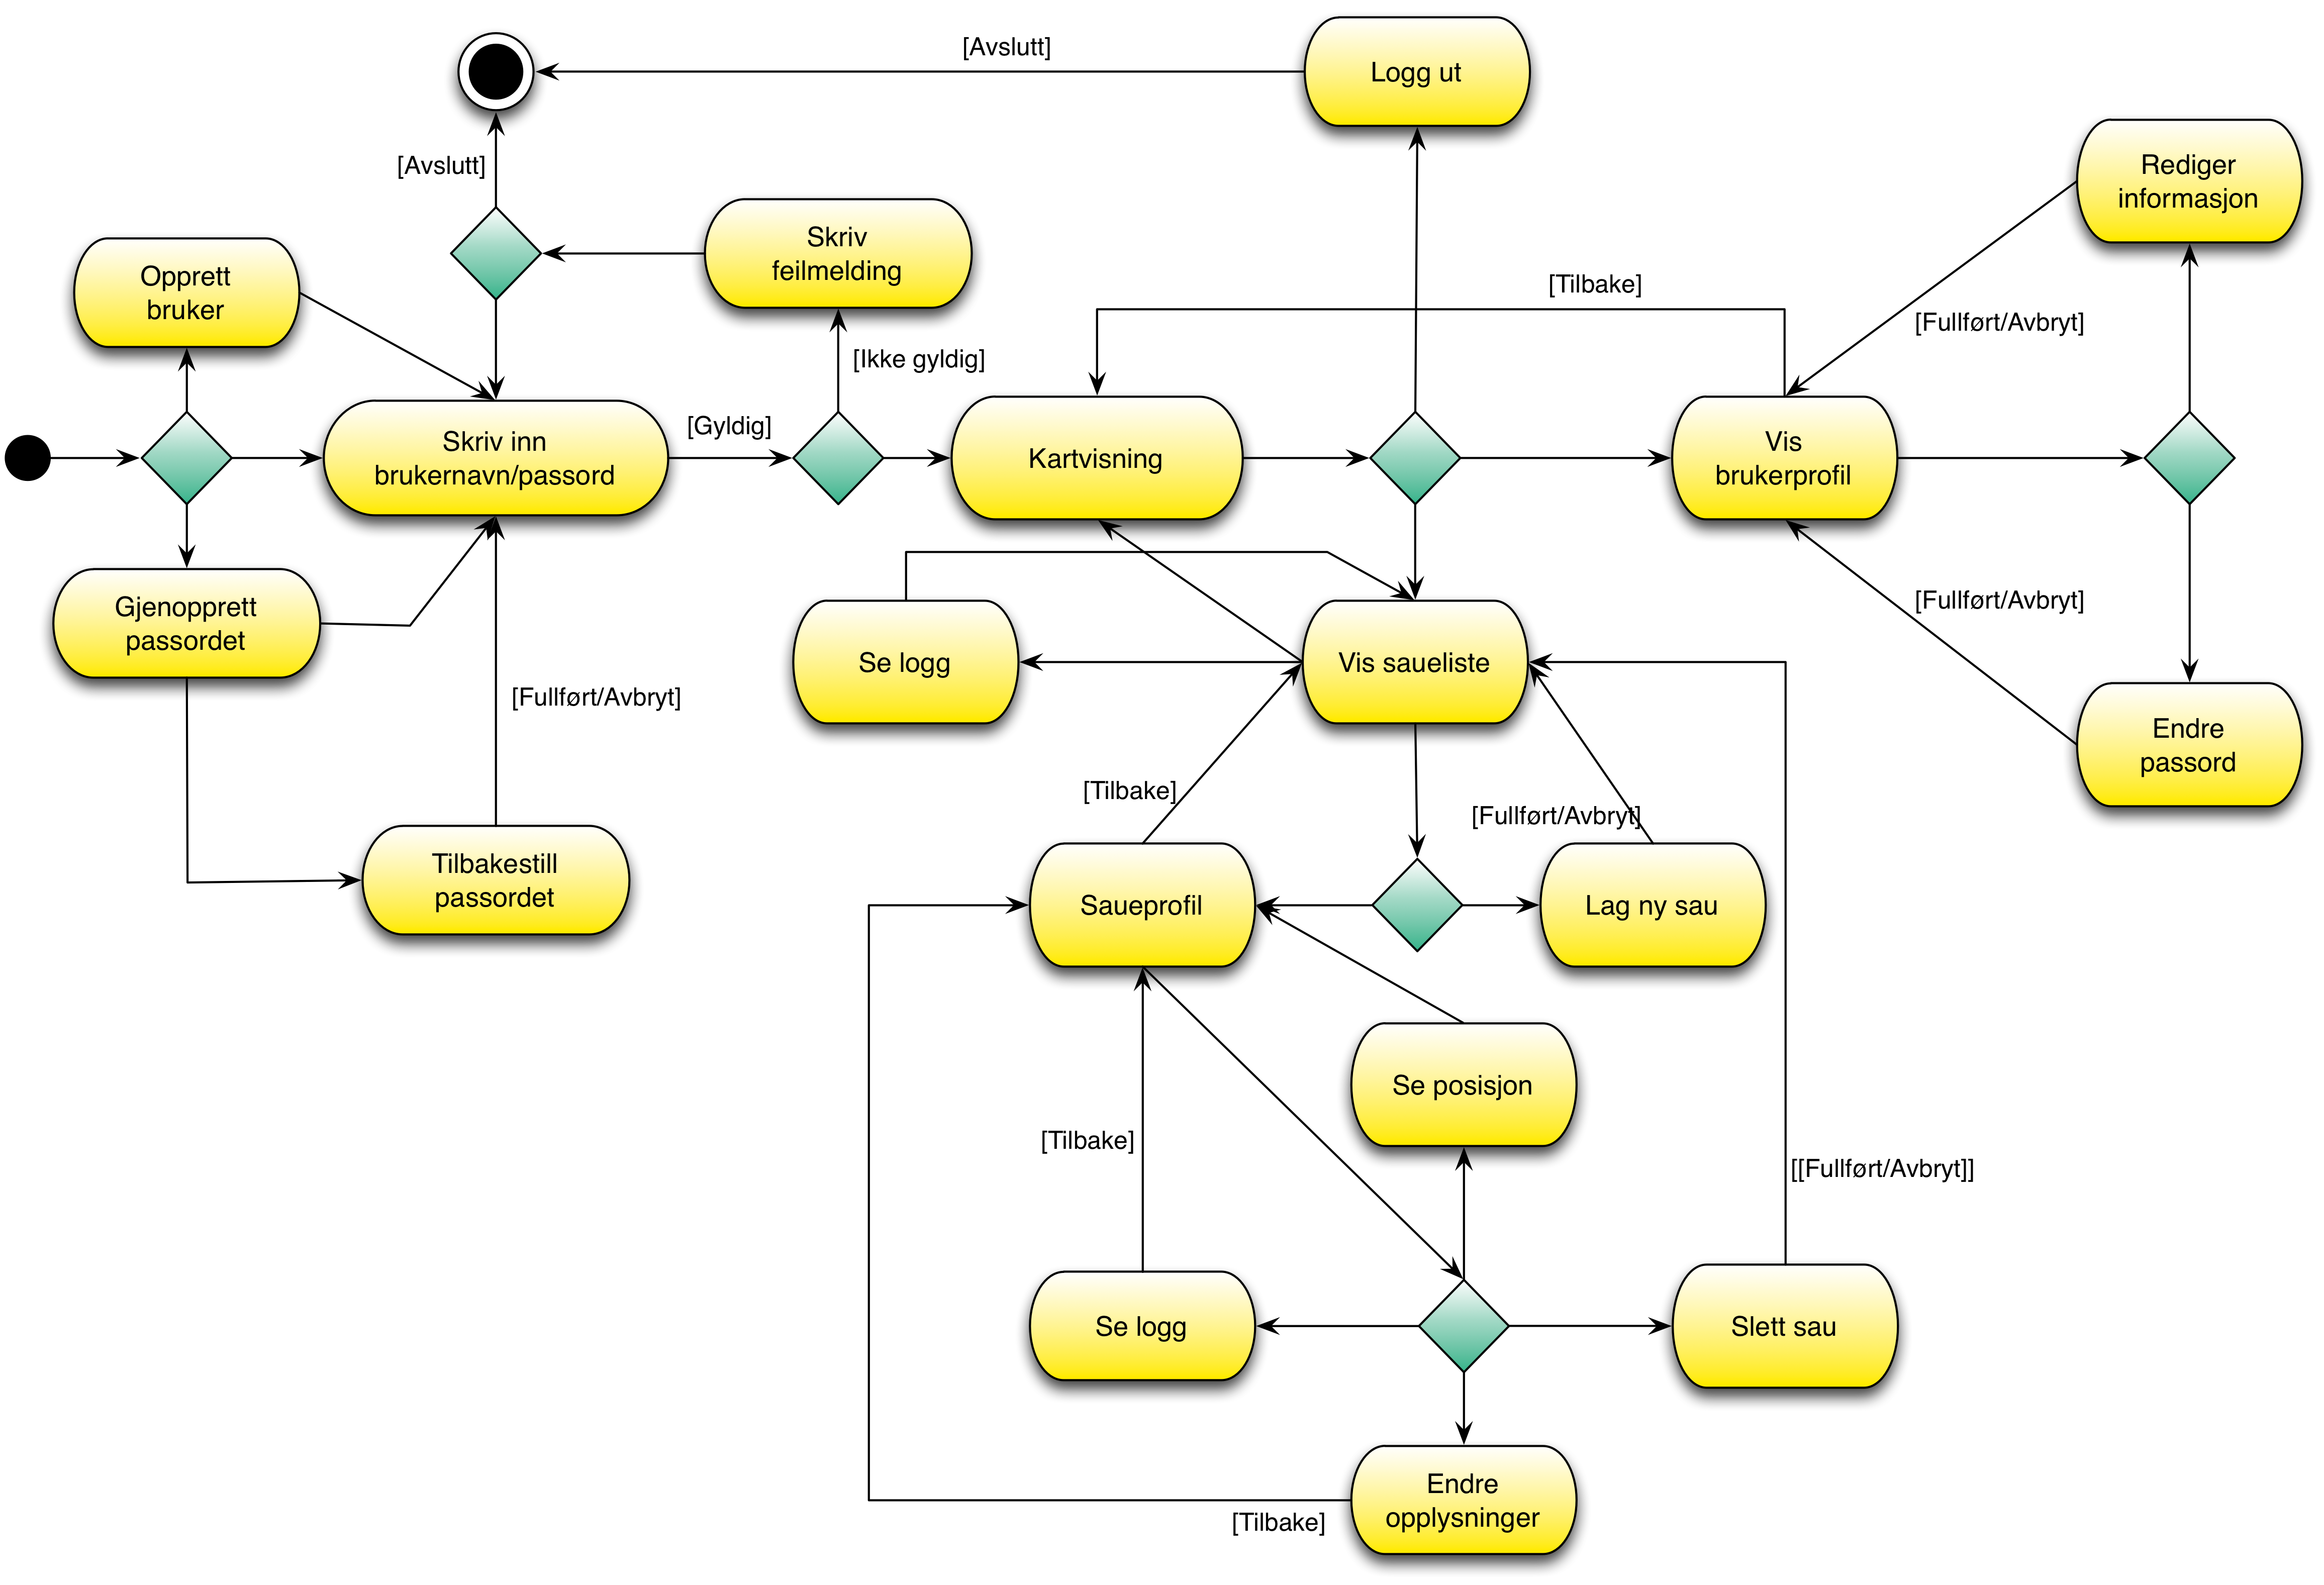 [Avslutt]
Logg ut
[Avslutt]
Rediger
informasjon
Skriv
feilmelding
Opprett
bruker
[Tilbake]
[Fullført/Avbryt]
[Ikke gyldig]
[Gyldig]
Skriv inn
brukernavn/passord
Kartvisning
Vis
brukerprofil
Gjenopprett
passordet
[Fullført/Avbryt]
Se logg
Vis saueliste
[Fullført/Avbryt]
Endre
passord
[Tilbake]
[Fullført/Avbryt]
Tilbakestill
passordet
Saueprofil
Lag ny sau
Se posisjon
[Tilbake]
[[Fullført/Avbryt]]
Se logg
Slett sau
Endre
opplysninger
[Tilbake]